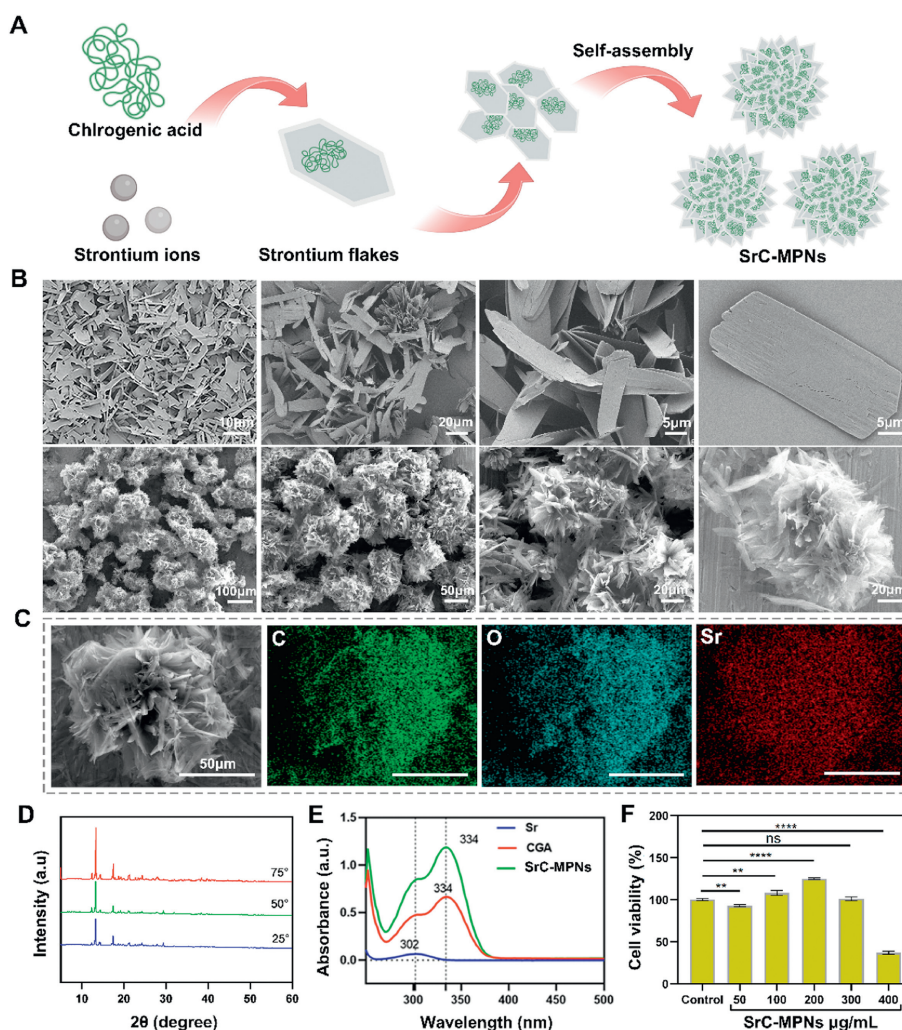 A
Self-assembly
Chlrogenic acid
Strontium ions
Strontium flakes
SrC-MPNs
B
10μm
20μm
5μm
5μm
100μm
50μm
20μm
20μm
C
50μm
C
O
Sr
D
Intensity (a.u)
75°
50°
25°
10 20 30 40 50 60
2θ (degree)
E
Absorbance (a.u.)
1.5
1.0
0.5
0.0
334
334
302
Sr
CGA
SrC-MPNs
300 350 400 450 500
Wavelength (nm)
F
Cell viability (%)
200
150
100
50
0
****
ns
****
**
**
Control 50 100 200 300 400
SrC-MPNs μg/mL